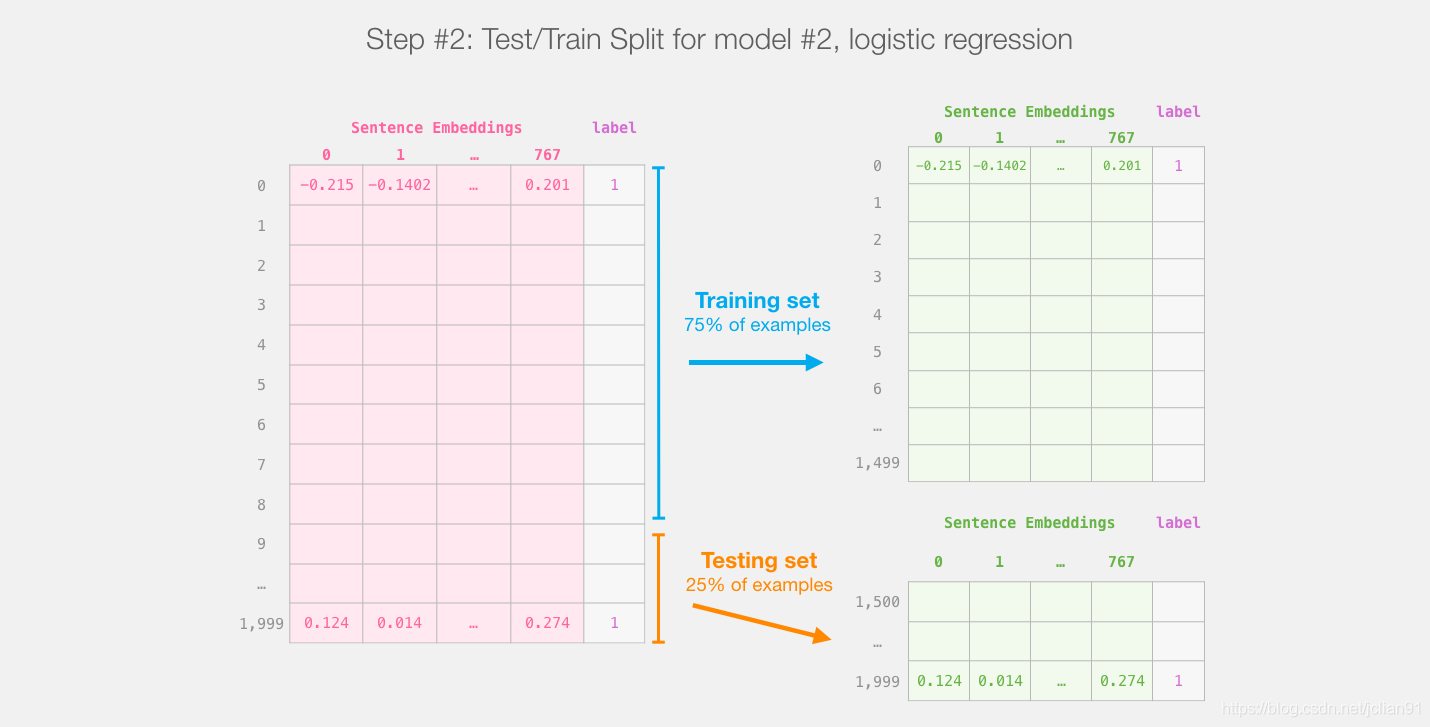 Step #2: Test/Train Split for model #2, logistic regression
Sentence Embeddings label
0 1 … 767
0 −0.215 −0.1402 … 0.201 1
1
2
3
4
5
6
7
8
9
…
1,999 0.124 0.014 … 0.274 1
Training set
75% of examples
Testing set
25% of examples
Sentence Embeddings label
0 1 … 767
0 −0.215 −0.1402 … 0.201 1
1
2
3
4
5
6
…
1,499
Sentence Embeddings label
0 1 … 767
1,500
…
1,999 0.124 0.014 … 0.274 1
https://blog.csdn.net/jclian91